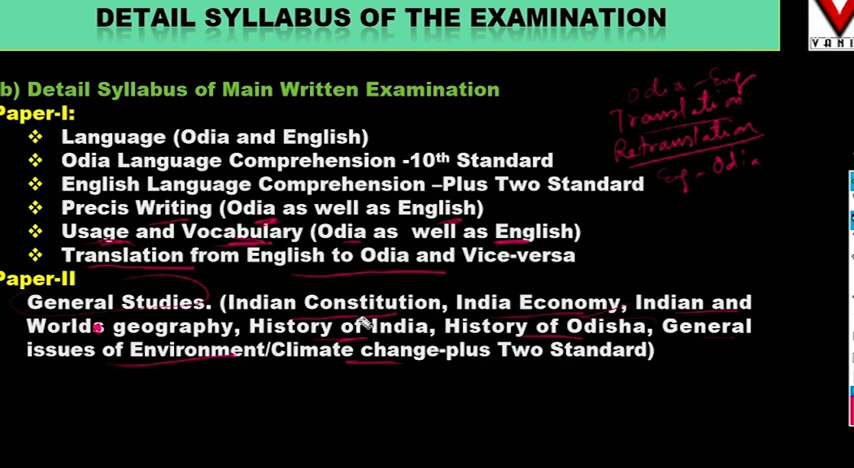 DETAIL SYLLABUS OF THE EXAMINATION
VANI
b) Detail Syllabus of Main Written Examination
Paper-I:
Language (Odia and English)
Odia Language Comprehension -10th Standard
English Language Comprehension –Plus Two Standard
Precis Writing (Odia as well as English)
Usage and Vocabulary (Odia as well as English)
Translation from English to Odia and Vice-versa
Odia - Eng
Translation
Retranslation
Eng - Odia
Paper-II
General Studies. (Indian Constitution, India Economy, Indian and
Worlds geography, History of India, History of Odisha, General
issues of Environment/Climate change-plus Two Standard)